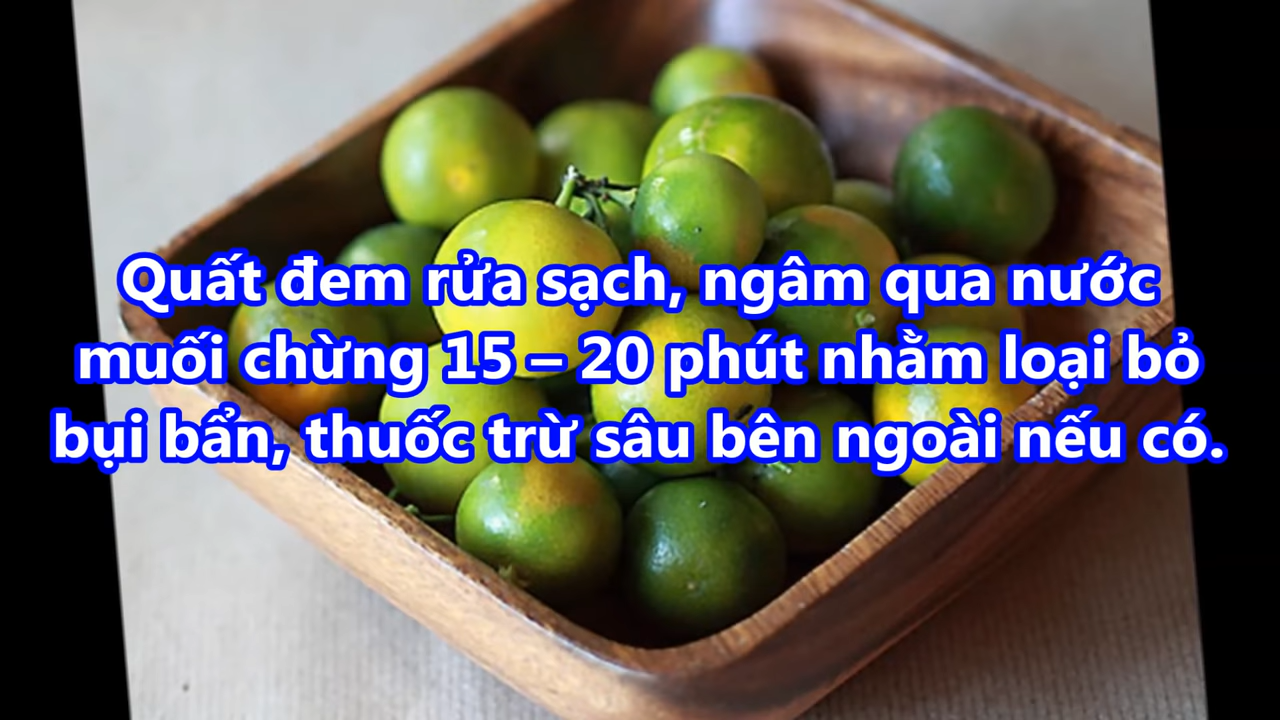 Quất đem rửa sạch, ngâm qua nước
muối chừng 15 – 20 phút nhằm loại bỏ
bụi bẩn, thuốc trừ sâu bên ngoài nếu có.